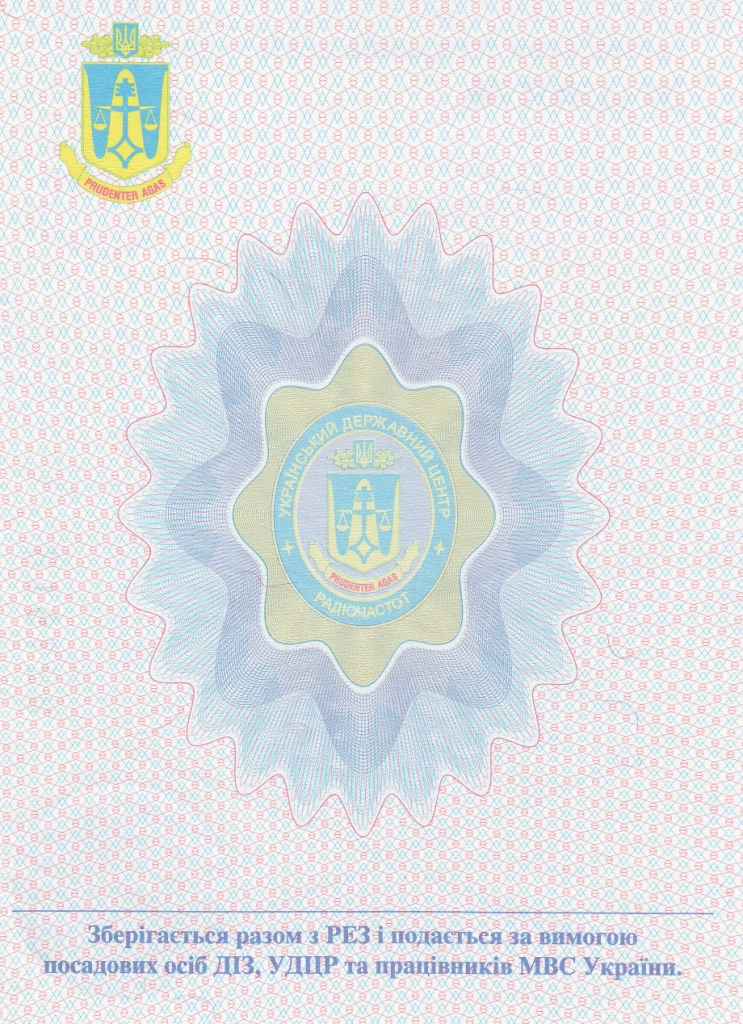 PRUDENTER AGAS
УКРАЇНСЬКИЙ ДЕРЖАВНИЙ ЦЕНТР
PRUDENTER AGAS
РАДІОЧАСТОТ
Зберігається разом з РЕЗ і подається за вимогою
посадових осіб ДІЗ, УДЦР та працівників МВС України.